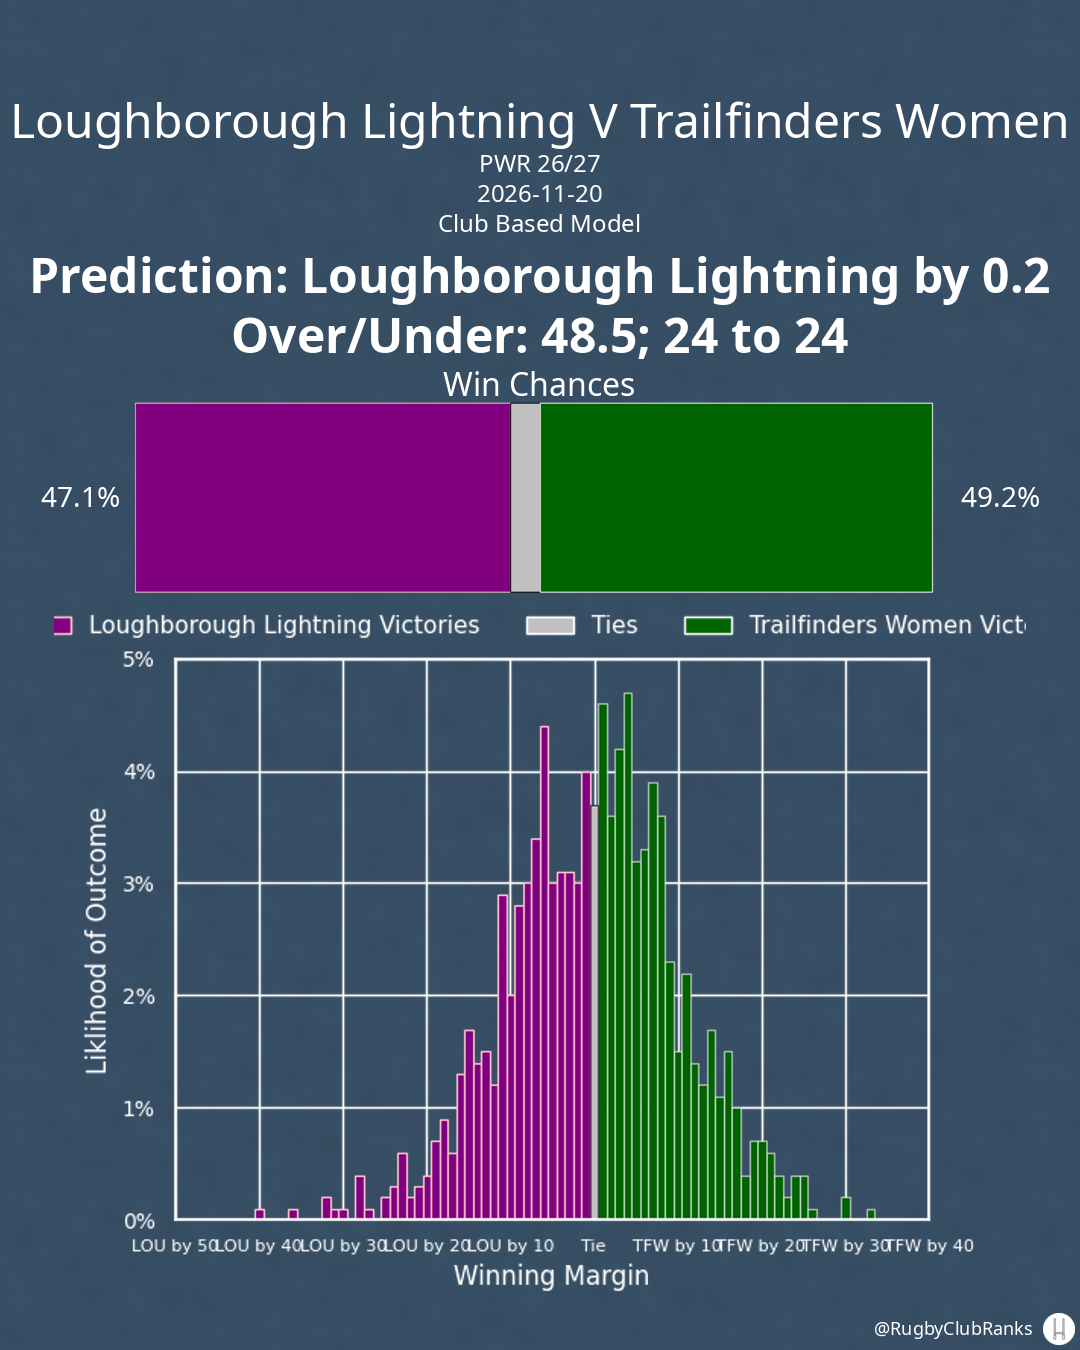 Loughborough Lightning V Trailfinders Women
PWR 26/27
2026-11-20
Club Based Model
Prediction: Loughborough Lightning by 0.2
Over/Under: 48.5; 24 to 24
Win Chances
47.1%
49.2%
Loughborough Lightning Victories
Ties
Trailfinders Women Vict
5%
4%
3%
2%
1%
0%
Liklihood of Outcome
LOU by 50
LOU by 40
LOU by 30
LOU by 20
LOU by 10
Tie
TFW by 10
TFW by 20
TFW by 30
TFW by 40
Winning Margin
@RugbyClubRanks